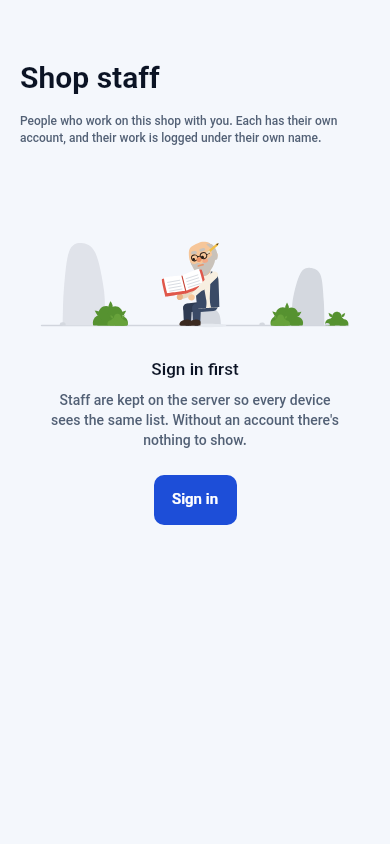 Shop staff
People who work on this shop with you. Each has their own
account, and their work is logged under their own name.
Sign in first
Staff are kept on the server so every device
sees the same list. Without an account there's
nothing to show.
Sign in